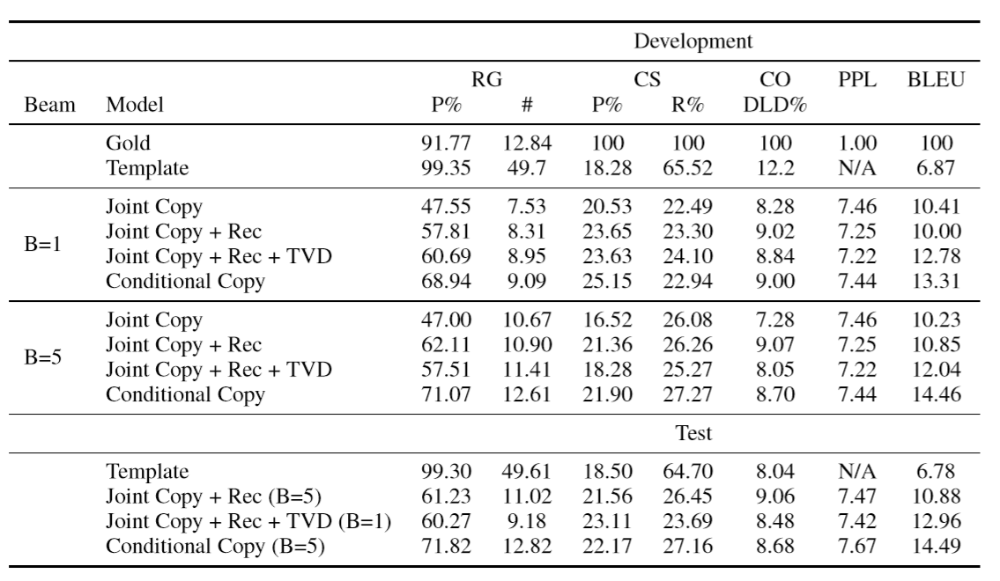 Development
RG CS CO PPL BLEU
Beam Model P% # P% R% DLD%
Gold 91.77 12.84 100 100 100 1.00 100
Template 99.35 49.7 18.28 65.52 12.2 N/A 6.87
Joint Copy 47.55 7.53 20.53 22.49 8.28 7.46 10.41
Joint Copy + Rec 57.81 8.31 23.65 23.30 9.02 7.25 10.00
B=1
Joint Copy + Rec + TVD 60.69 8.95 23.63 24.10 8.84 7.22 12.78
Conditional Copy 68.94 9.09 25.15 22.94 9.00 7.44 13.31
Joint Copy 47.00 10.67 16.52 26.08 7.28 7.46 10.23
Joint Copy + Rec 62.11 10.90 21.36 26.26 9.07 7.25 10.85
B=5
Joint Copy + Rec + TVD 57.51 11.41 18.28 25.27 8.05 7.22 12.04
Conditional Copy 71.07 12.61 21.90 27.27 8.70 7.44 14.46
Test
Template 99.30 49.61 18.50 64.70 8.04 N/A 6.78
Joint Copy + Rec (B=5) 61.23 11.02 21.56 26.45 9.06 7.47 10.88
Joint Copy + Rec + TVD (B=1) 60.27 9.18 23.11 23.69 8.48 7.42 12.96
Conditional Copy (B=5) 71.82 12.82 22.17 27.16 8.68 7.67 14.49